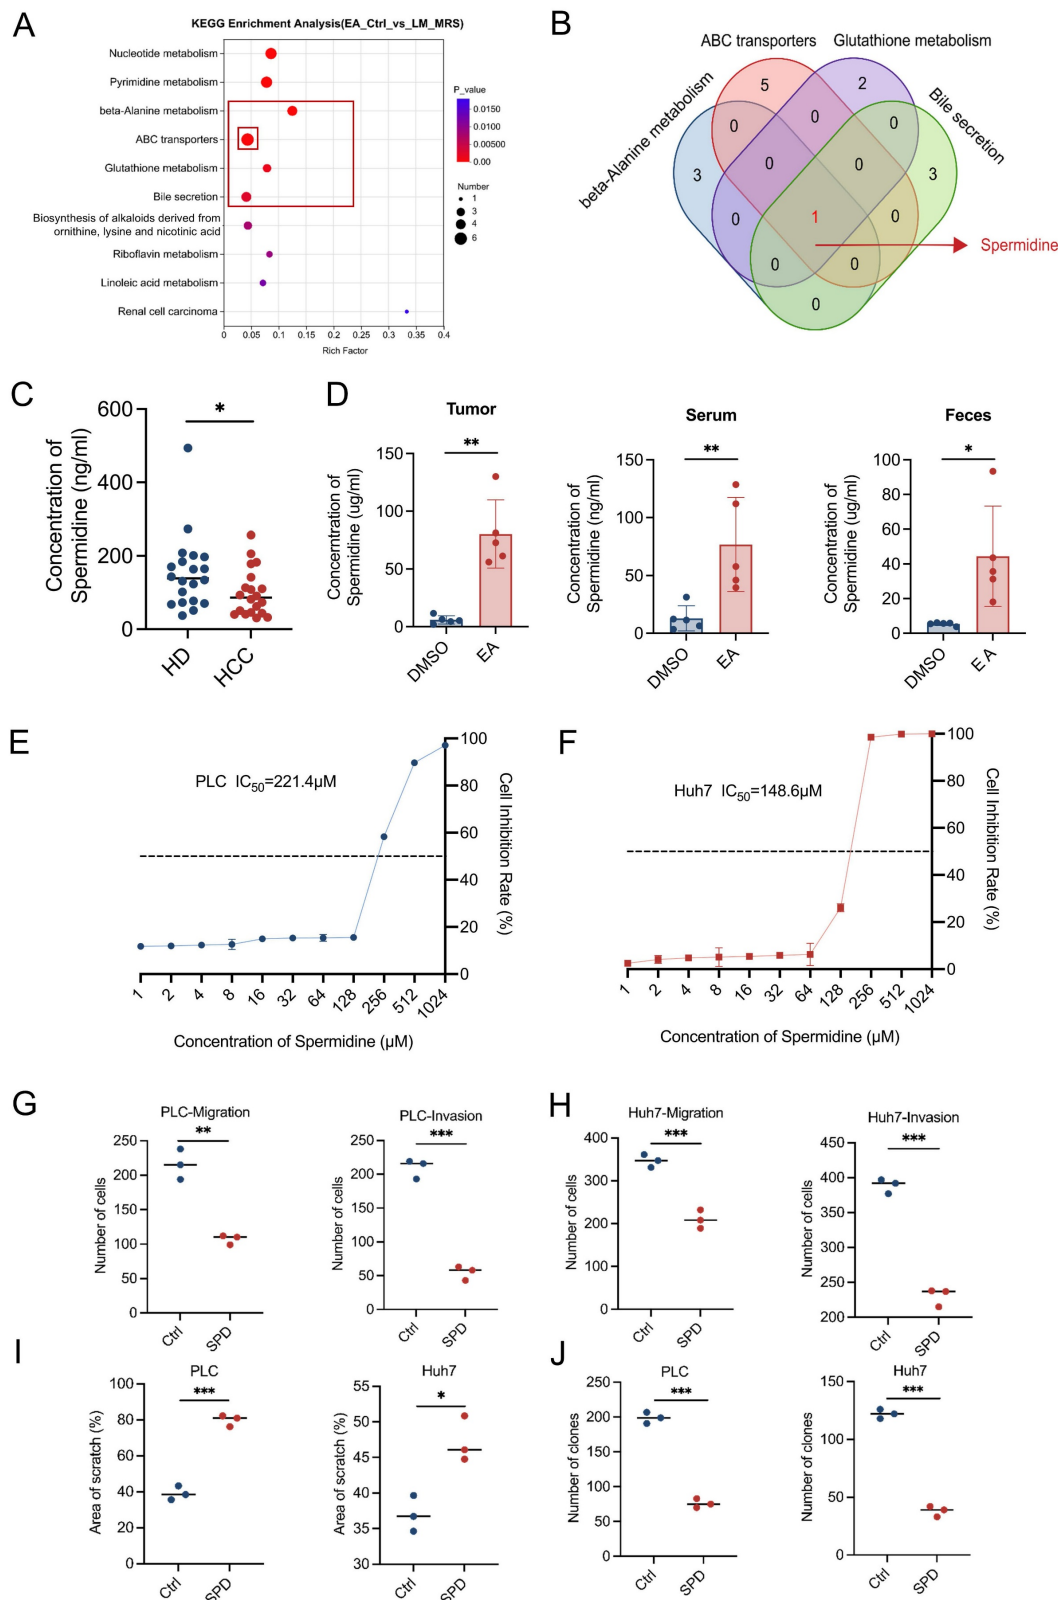 A
KEGG Enrichment Analysis(EA_Ctrl_vs_LM_MRS)
Nucleotide metabolism
Pyrimidine metabolism
beta-Alanine metabolism
ABC transporters
Glutathione metabolism
Bile secretion
Biosynthesis of alkaloids derived from
ornithine, lysine and nicotinic acid
Riboflavin metabolism
Linoleic acid metabolism
Renal cell carcinoma
0 0.05 0.1 0.15 0.2 0.25 0.3 0.35 0.4
Rich Factor
P_value
0.0150
0.0100
0.00500
0.00
Number
1
3
4
6
B
ABC transporters Glutathione metabolism
beta-Alanine metabolism
Bile secretion
5 2
0 0 0
3 0 0 3
0 1 0
0 0
0
Spermidine
C
Concentration of
Spermidine (ng/ml)
600
400
200
0
*
HD HCC
D
Tumor
Concentration of
Spermidine (ug/ml)
150
100
50
0
**
DMSO EA
Serum
Concentration of
Spermidine (ng/ml)
150
100
50
0
**
DMSO EA
Feces
Concentration of
Spermidine (ug/ml)
100
80
60
40
20
0
*
DMSO E A
E
PLC IC50=221.4μM
100
80
60
40
20
0
Cell Inhibition
Rate (%)
1 2 4 8 16 32 64 128 256 512 1024
Concentration of Spermidine (μM)
F
Huh7 IC50=148.6μM
100
80
60
40
20
0
Cell Inhibition
Rate (%)
1 2 4 8 16 32 64 128 256 512 1024
Concentration of Spermidine (μM)
G
PLC-Migration
**
Number of cells
250
200
150
100
50
0
Ctrl SPD
PLC-Invasion
***
Number of cells
250
200
150
100
50
0
Ctrl SPD
H
Huh7-Migration
***
Number of cells
400
300
200
100
0
Ctrl SPD
Huh7-Invasion
***
Number of cells
450
400
350
300
250
200
Ctrl SPD
I
PLC
***
Area of scratch (%)
100
80
60
40
20
0
Ctrl SPD
Huh7
*
Area of scratch (%)
55
50
45
40
35
30
Ctrl SPD
J
PLC
***
Number of clones
250
200
150
100
50
0
Ctrl SPD
Huh7
***
Number of clones
150
100
50
0
Ctrl SPD